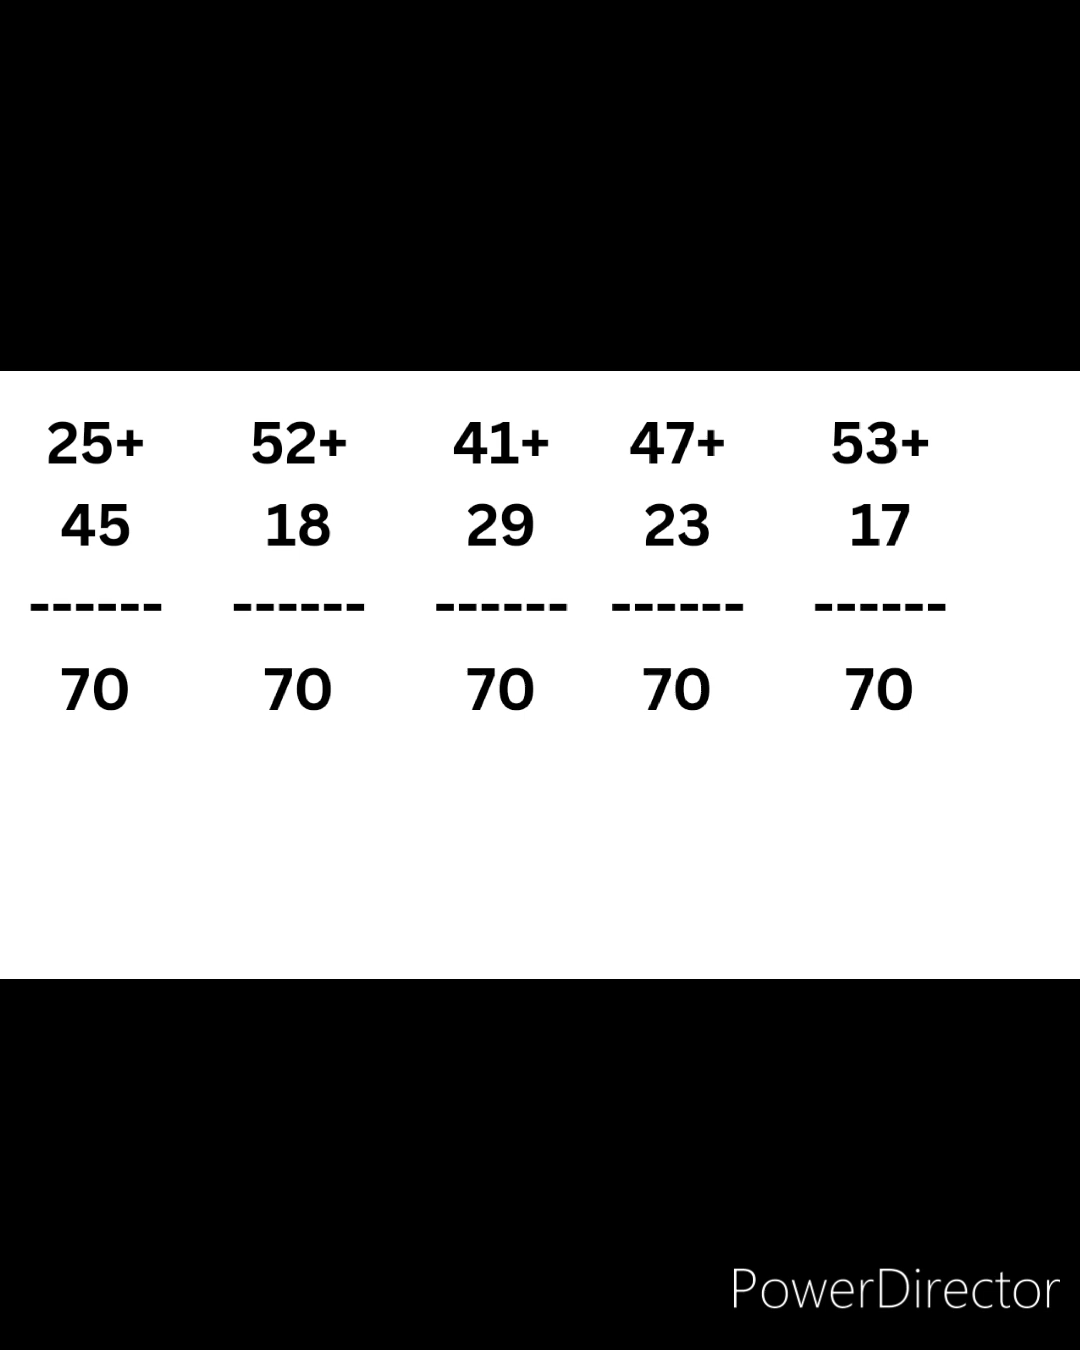 25+ 52+ 41+ 47+ 53+
45 18 29 23 17
------ ------ ------ ------ ------
70 70 70 70 70
PowerDirector